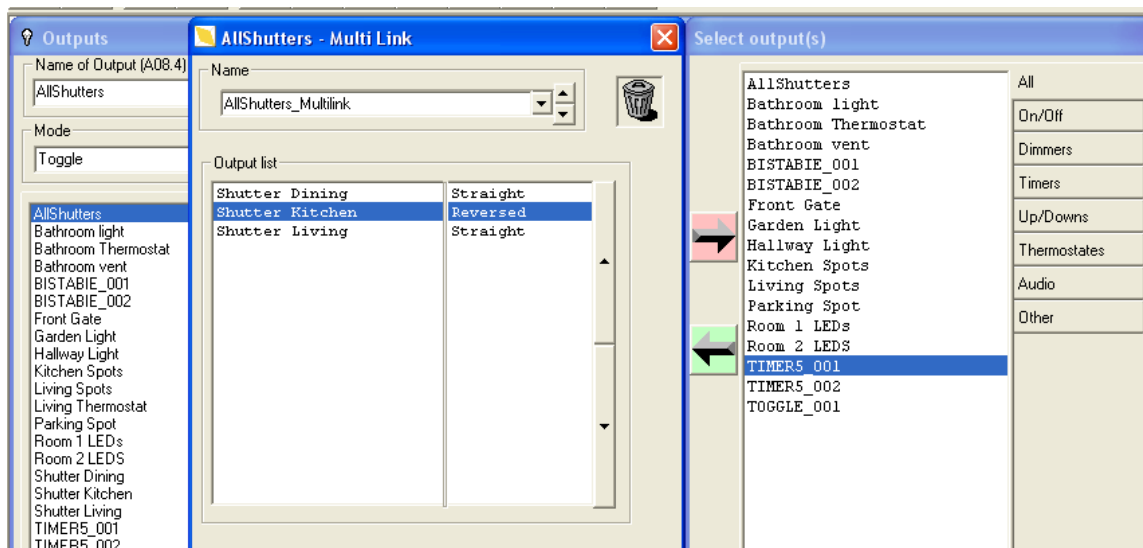 Outputs
Name of Output (A08.4)
AllShutters
Mode
Toggle
AllShutters
Bathroom light
Bathroom Thermostat
Bathroom vent
BISTABIE_001
BISTABIE_002
Front Gate
Garden Light
Hallway Light
Kitchen Spots
Living Spots
Living Thermostat
Parking Spot
Room 1 LEDs
Room 2 LEDS
Shutter Dining
Shutter Kitchen
Shutter Living
TIMER5_001
TIMER5_002
AllShutters - Multi Link
Name
AllShutters_Multilink
Output list
Shutter Dining Straight
Shutter Kitchen Reversed
Shutter Living Straight
Select output(s)
AllShutters
Bathroom light
Bathroom Thermostat
Bathroom vent
BISTABIE_001
BISTABIE_002
Front Gate
Garden Light
Hallway Light
Kitchen Spots
Living Spots
Parking Spot
Room 1 LEDs
Room 2 LEDS
TIMER5_001
TIMER5_002
TOGGLE_001
All
On/Off
Dimmers
Timers
Up/Downs
Thermostates
Audio
Other